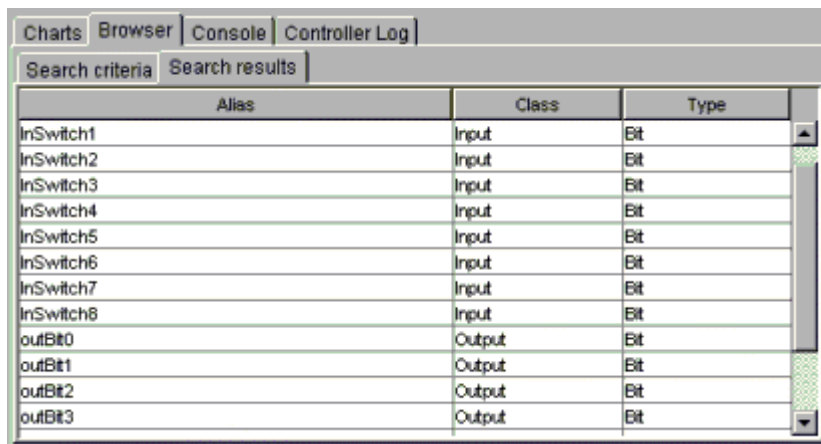 Charts Browser Console Controller Log
Search criteria Search results
Alias Class Type
InSwitch1 Input Bit
InSwitch2 Input Bit
InSwitch3 Input Bit
InSwitch4 Input Bit
InSwitch5 Input Bit
InSwitch6 Input Bit
InSwitch7 Input Bit
InSwitch8 Input Bit
outBit0 Output Bit
outBit1 Output Bit
outBit2 Output Bit
outBit3 Output Bit